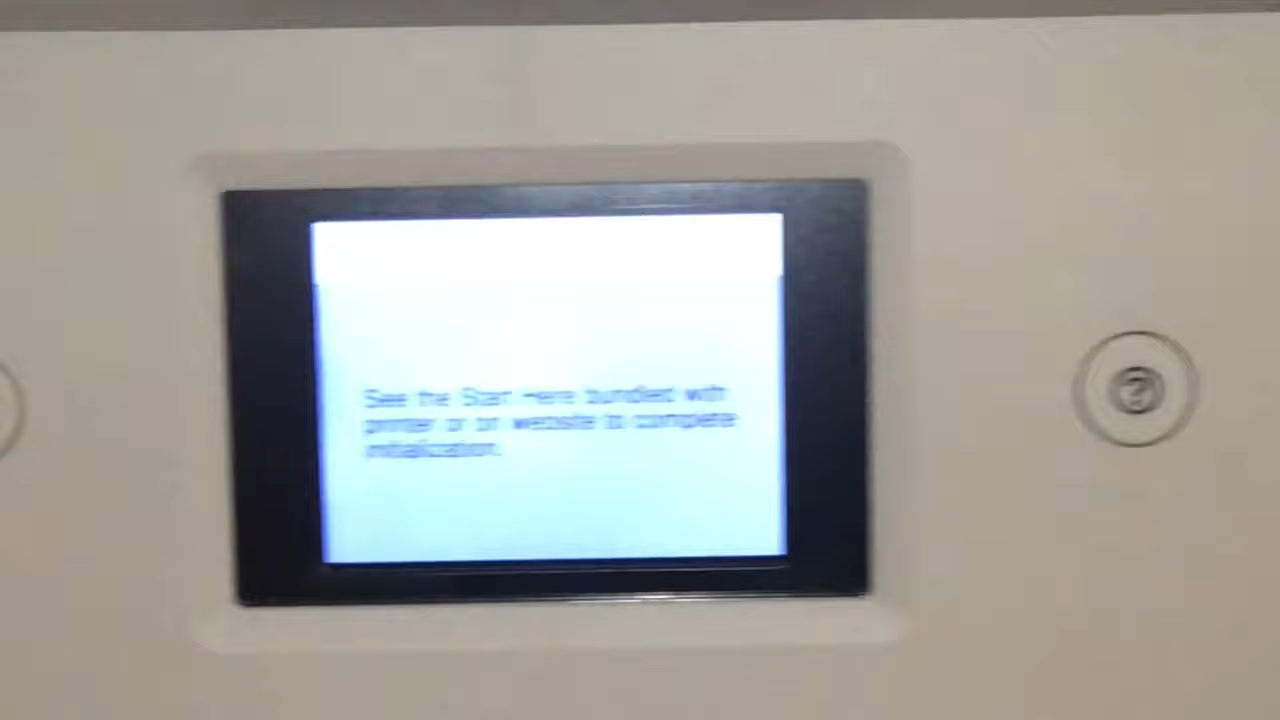 See the Start Here bundled with
printer or on website to complete
initialization.
?